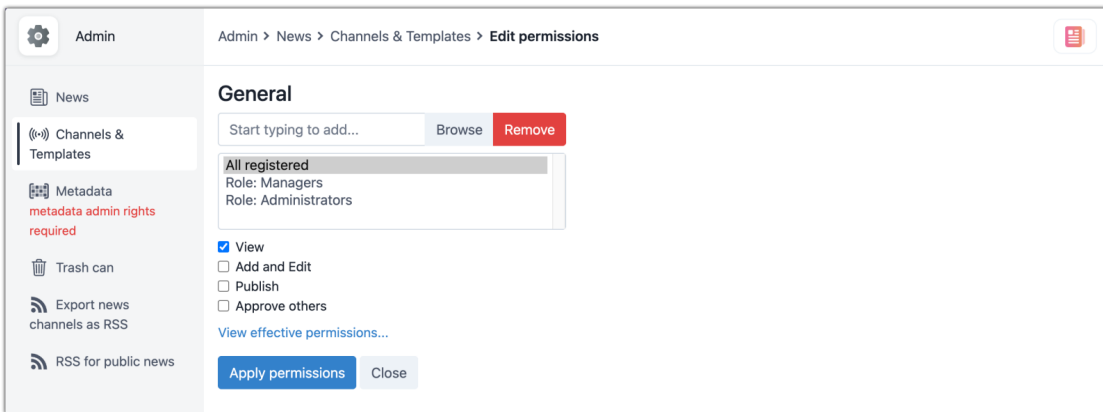 Admin
Admin > News > Channels & Templates > Edit permissions
News
Channels &
Templates
Metadata
metadata admin rights
required
Trash can
Export news
channels as RSS
RSS for public news
General
Start typing to add...
Browse
Remove
All registered
Role: Managers
Role: Administrators
View
Add and Edit
Publish
Approve others
View effective permissions...
Apply permissions
Close